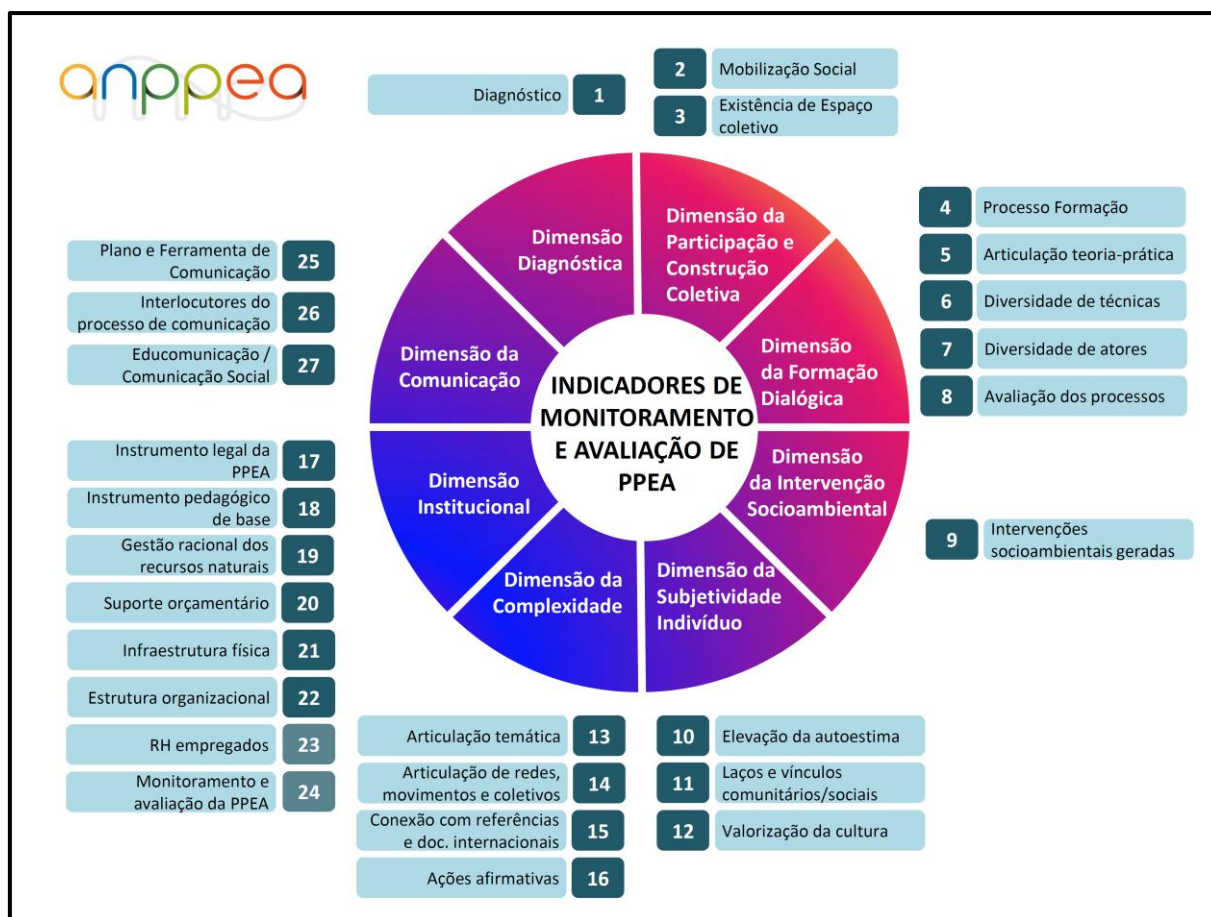 anppea
Diagnóstico 1
2 Mobilização Social
3 Existência de Espaço
coletivo
4 Processo Formação
5 Articulação teoria-prática
6 Diversidade de técnicas
7 Diversidade de atores
8 Avaliação dos processos
9 Intervenções
socioambientais geradas
10 Elevação da autoestima
11 Laços e vínculos
comunitários/sociais
12 Valorização da cultura
Articulação temática 13
Articulação de redes,
movimentos e coletivos 14
Conexão com referências
e doc. internacionais 15
Ações afirmativas 16
Instrumento legal da
PPEA 17
Instrumento pedagógico
de base 18
Gestão racional dos
recursos naturais 19
Suporte orçamentário 20
Infraestrutura física 21
Estrutura organizacional 22
RH empregados 23
Monitoramento e
avaliação da PPEA 24
Plano e Ferramenta de
Comunicação 25
Interlocutores do
processo de comunicação 26
Educomunicação /
Comunicação Social 27
Dimensão
Diagnóstica
Dimensão da
Participação e
Construção
Coletiva
Dimensão
da Formação
Dialógica
Dimensão
da Intervenção
Socioambiental
Dimensão da
Subjetividade
Indivíduo
Dimensão da
Complexidade
Dimensão
Institucional
Dimensão da
Comunicação
INDICADORES DE
MONITORAMENTO
E AVALIAÇÃO DE
PPEA